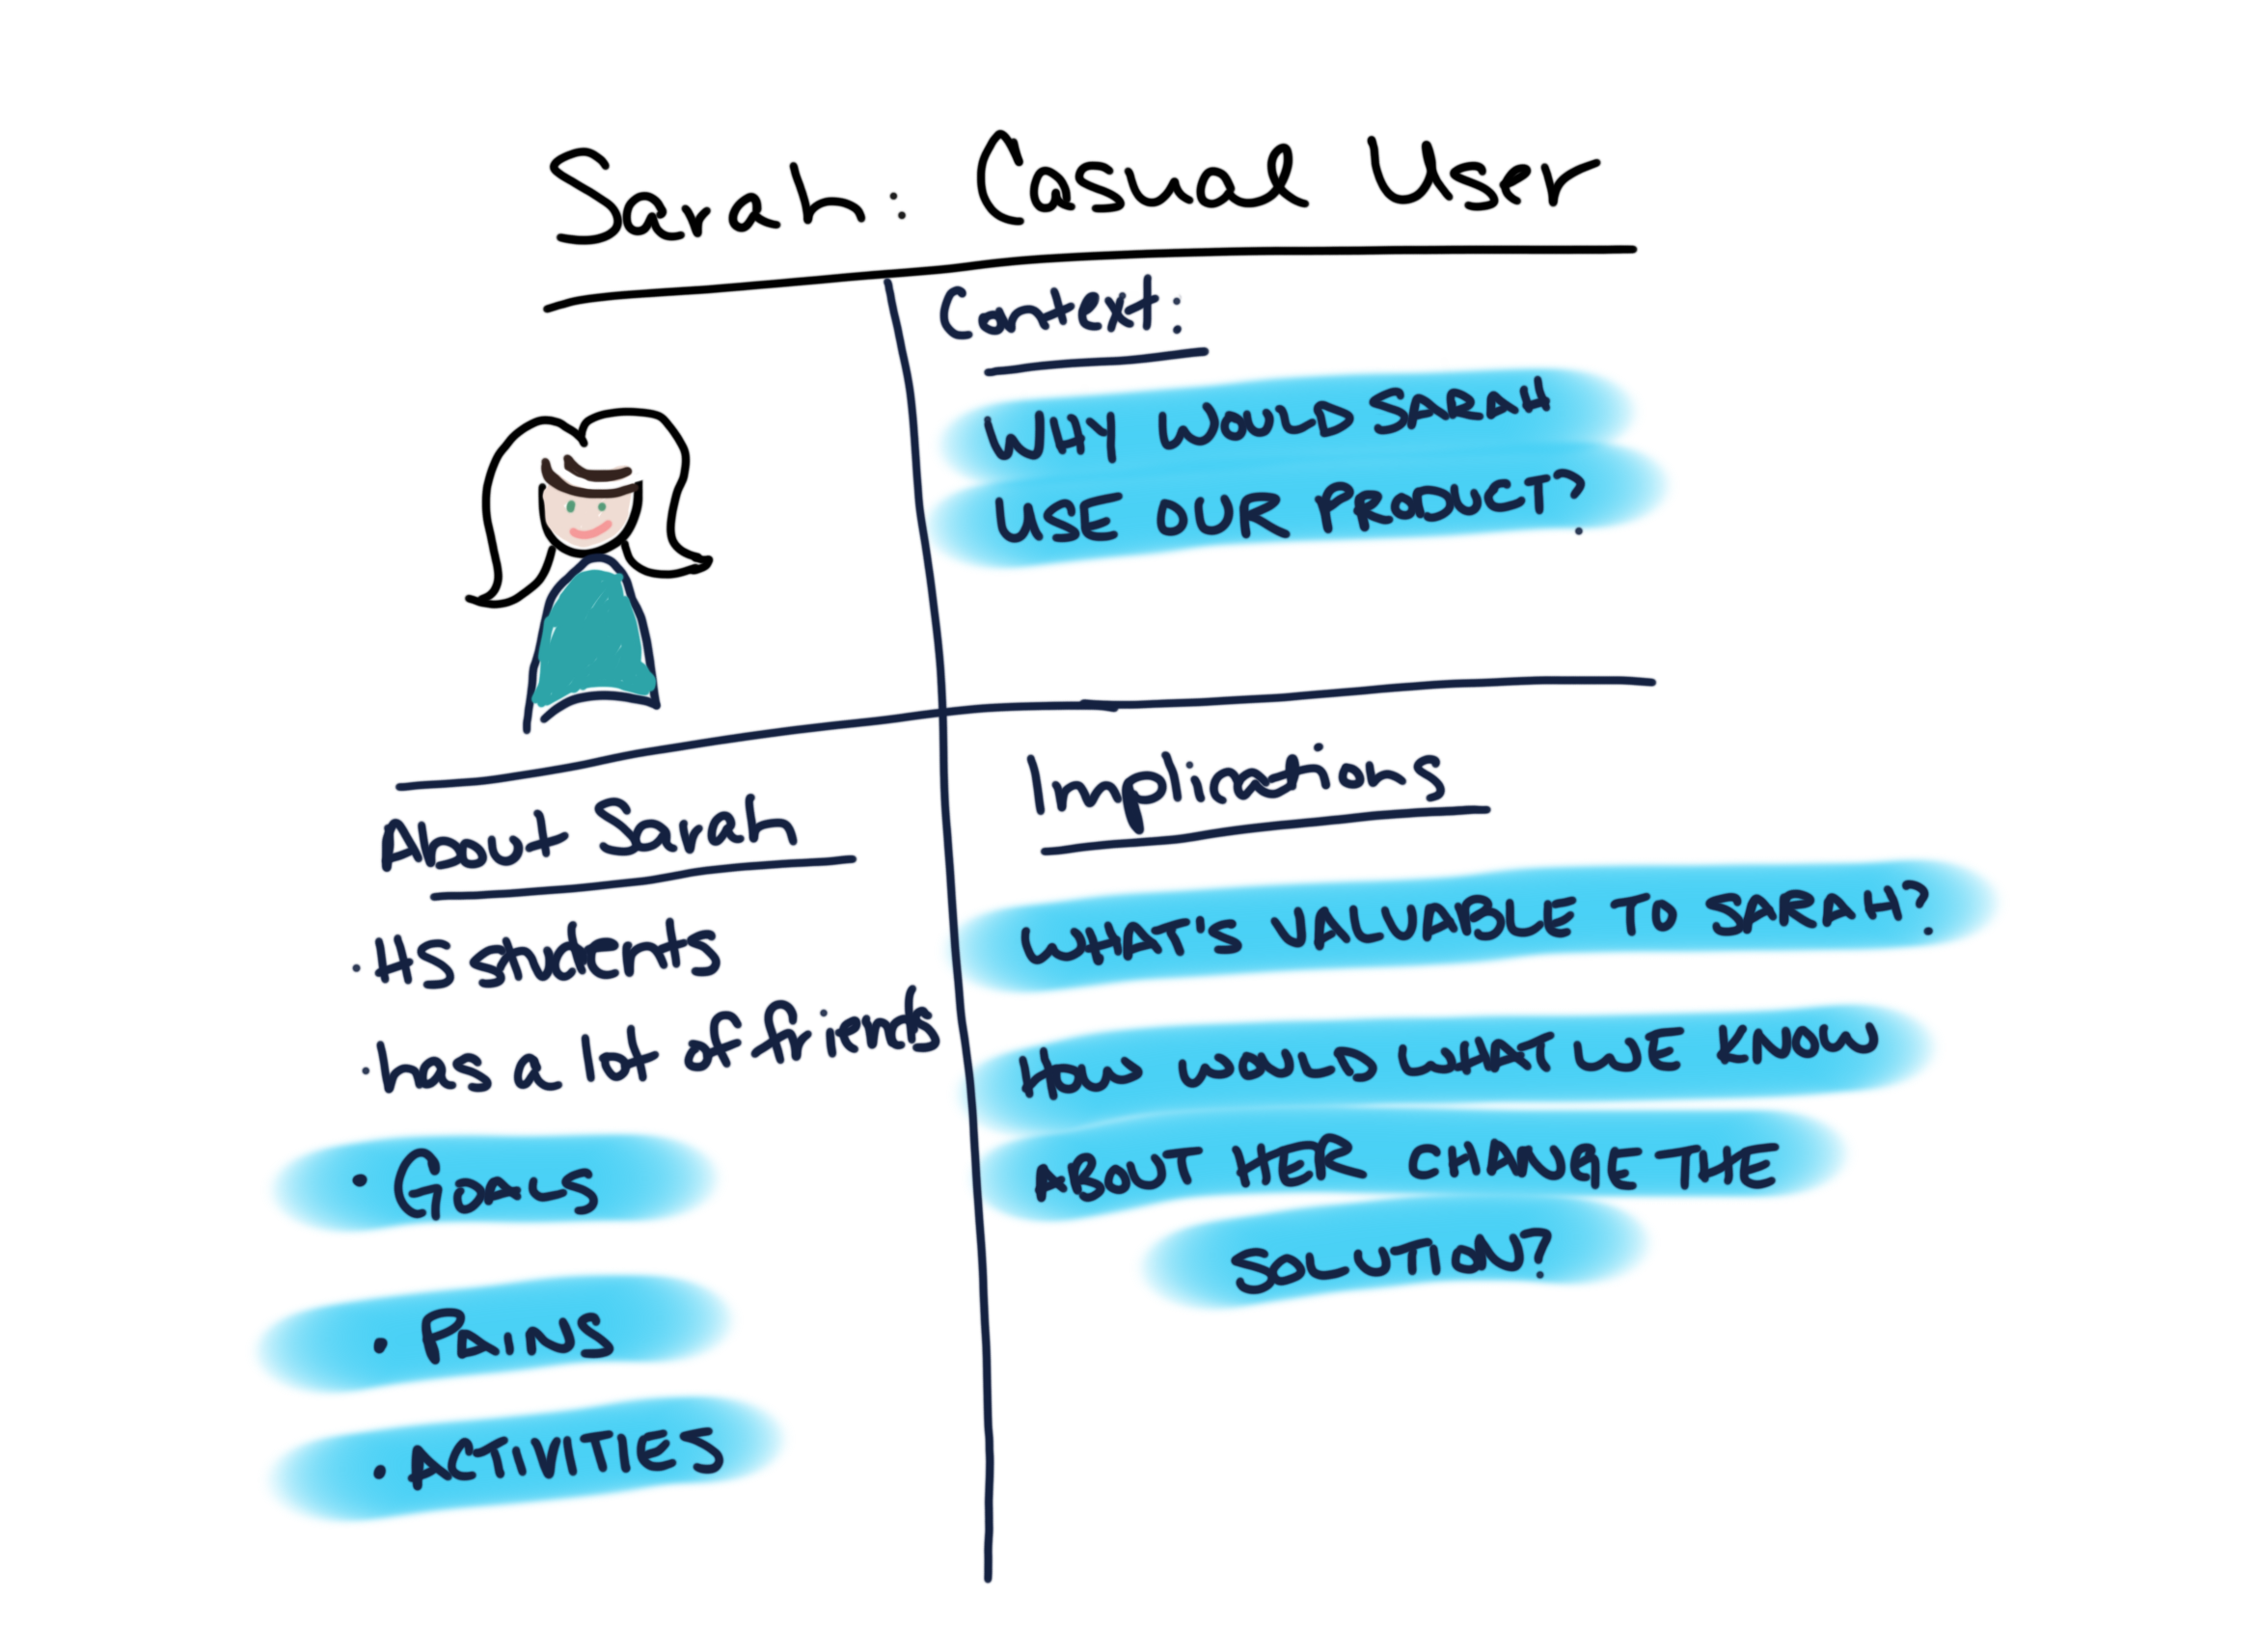 Sarah: Casual User
Context:
WHY WOULD SARAH
USE OUR PRODUCT?
About Sarah
· HS students
· has a lot of friends
· GOALS
· PAINS
· ACTIVITIES
Implications
WHAT'S VALUABLE TO SARAH?
HOW WOULD WHAT WE KNOW
ABOUT HER CHANGE THE
SOLUTION?